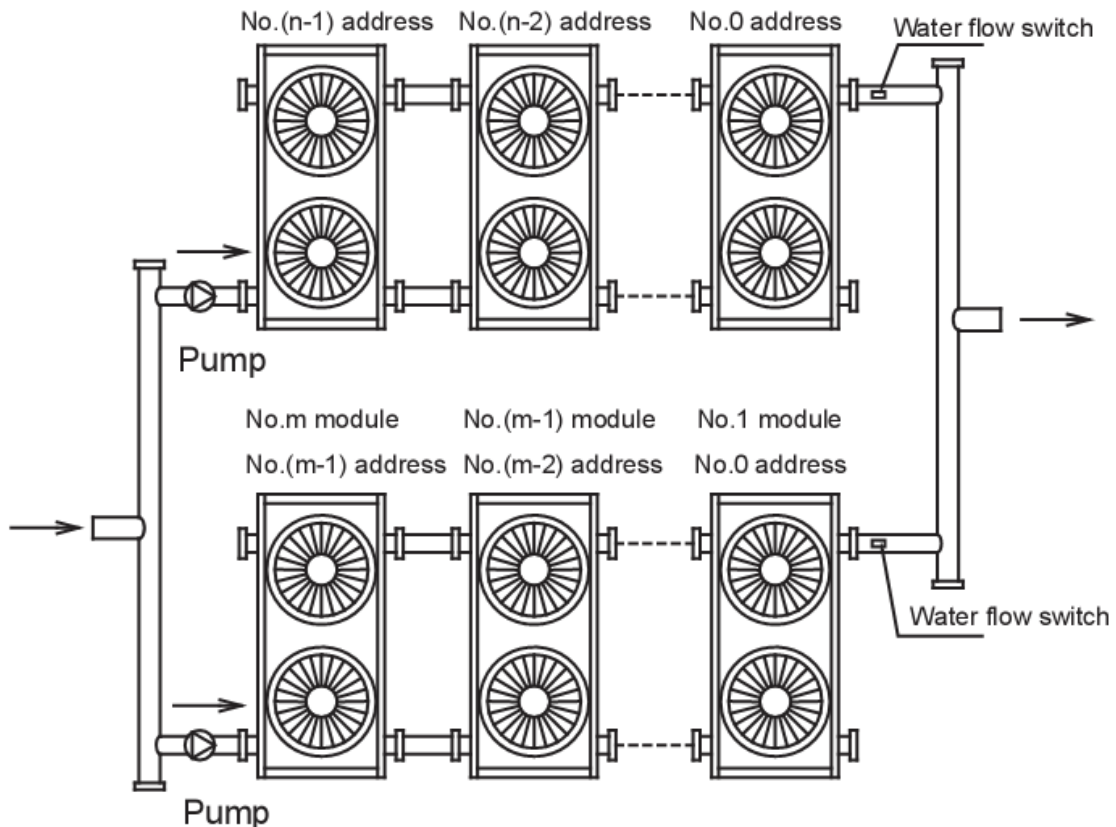 No.(n-1) address No.(n-2) address No.0 address
Water flow switch
Pump
No.m module No.(m-1) module No.1 module
No.(m-1) address No.(m-2) address No.0 address
Water flow switch
Pump